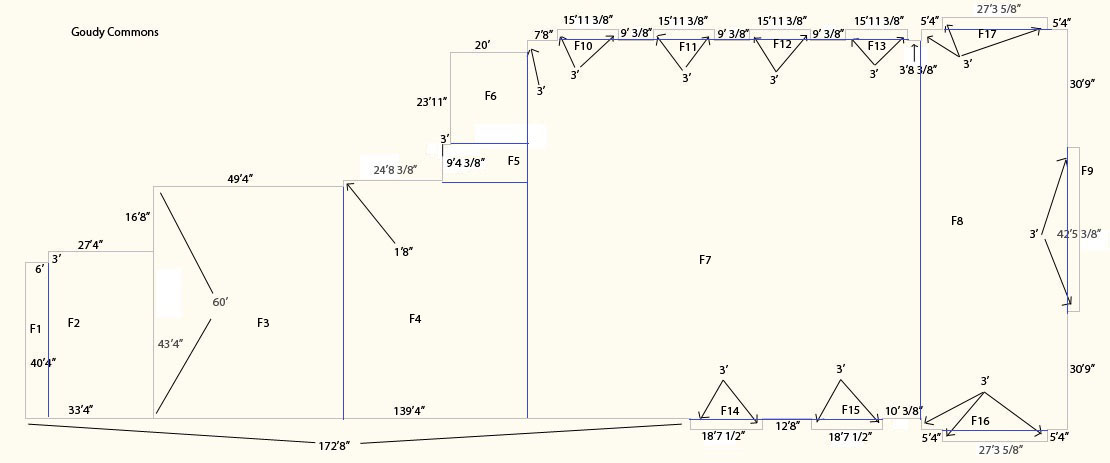 Goudy Commons
27'3 5/8"
5'4"
5'4"
F17
3'
15'11 3/8"
15'11 3/8"
15'11 3/8"
15'11 3/8"
7'8"
9' 3/8"
9' 3/8"
9' 3/8"
F10
F11
F12
F13
3'
3'
3'
3'
3'8 3/8"
3'
20'
23'11"
F6
30'9"
3'
9'4 3/8"
F5
24'8 3/8"
49'4"
F9
16'8"
1'8"
F8
3'
42'5 3/8"
27'4"
3'
6'
F7
60'
F1
F2
F3
F4
43'4"
40'4"
30'9"
3'
3'
3'
33'4"
139'4"
F14
F15
10' 3/8"
F16
18'7 1/2"
12'8"
18'7 1/2"
5'4"
5'4"
27'3 5/8"
172'8"